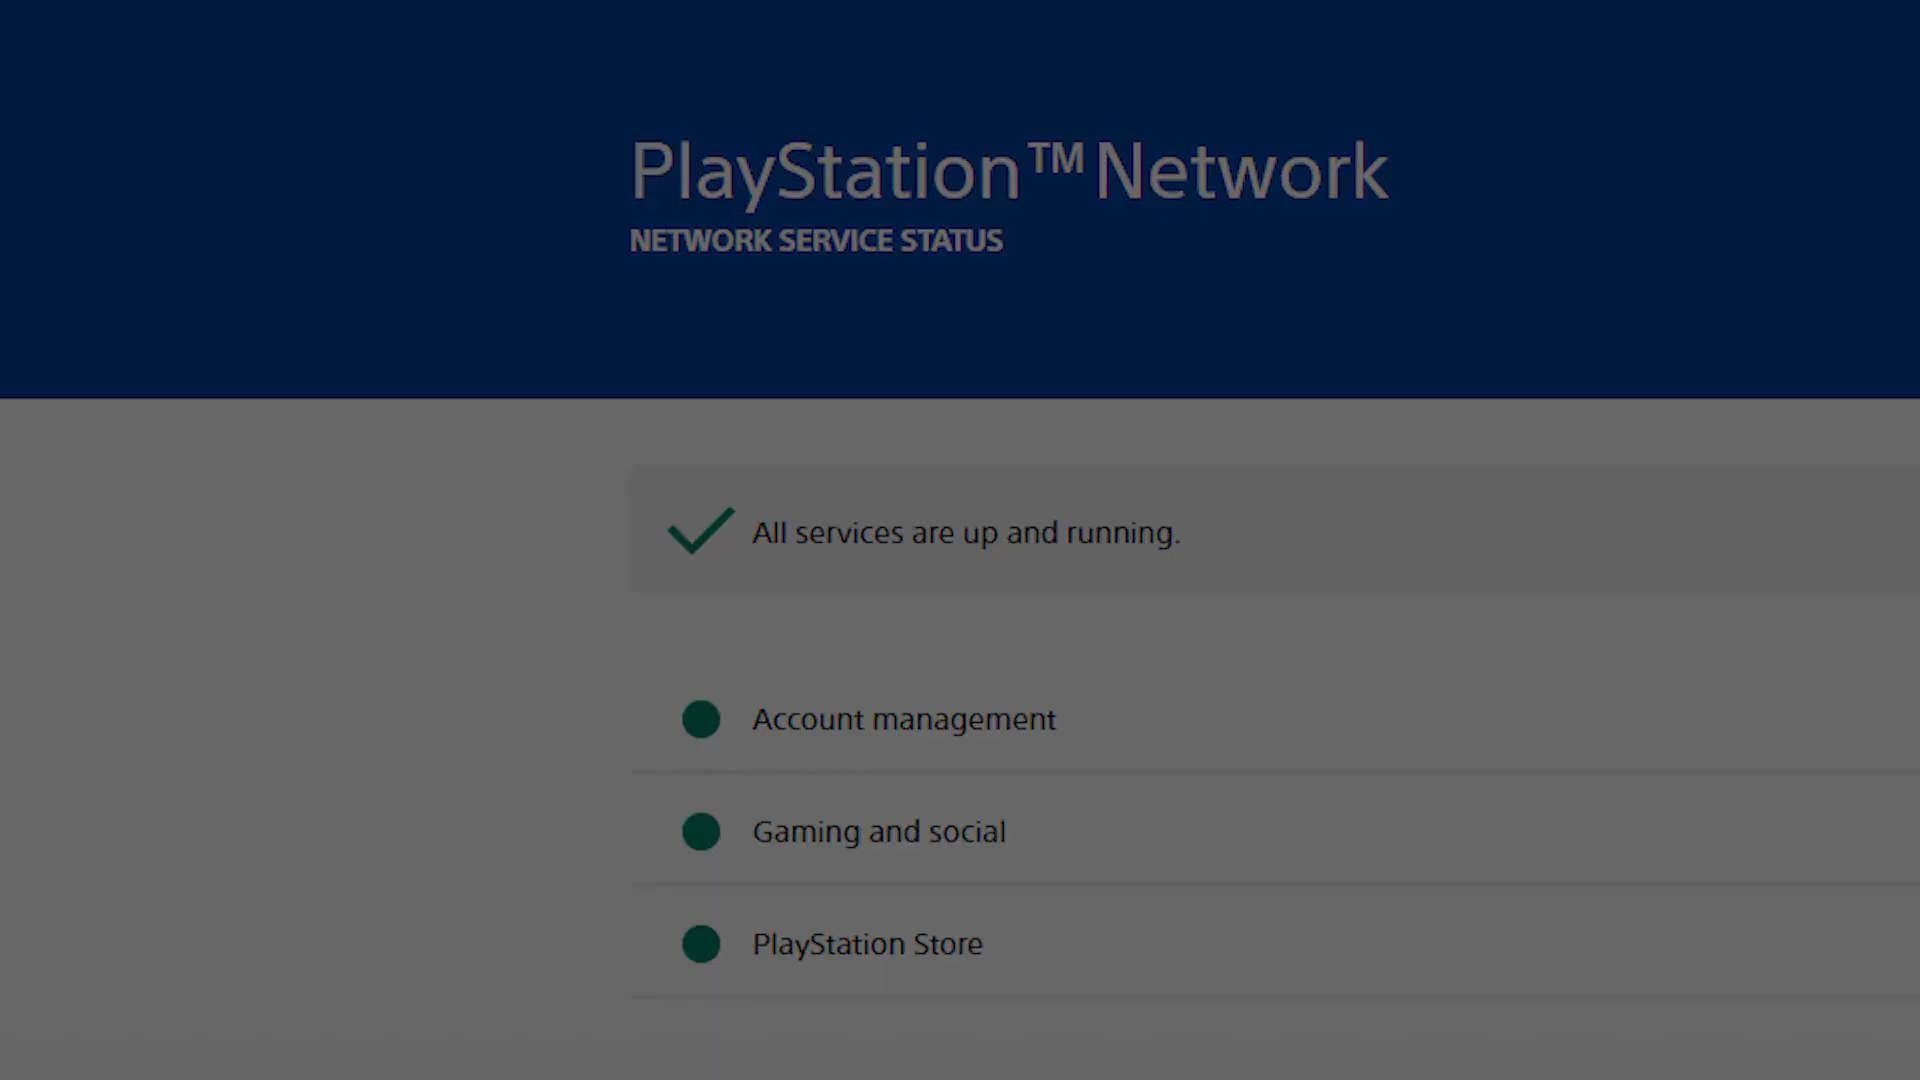 PlayStation™Network
NETWORK SERVICE STATUS
All services are up and running.
Account management
Gaming and social
PlayStation Store